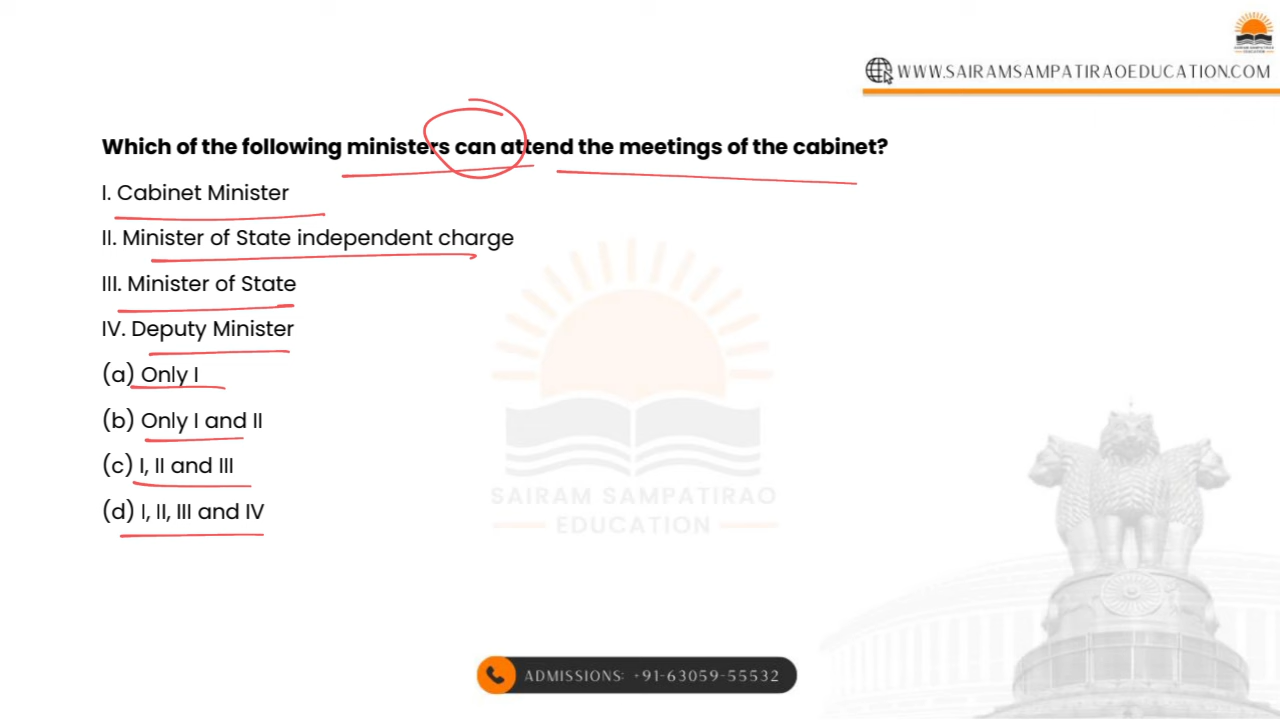 WWW.SAIRAMSAMPATIRAOEDUCATION.COM
Which of the following ministers can attend the meetings of the cabinet?
I. Cabinet Minister
II. Minister of State independent charge
III. Minister of State
IV. Deputy Minister
(a) Only I
(b) Only I and II
(c) I, II and III
(d) I, II, III and IV
SAIRAM SAMPATIRAO
EDUCATION
ADMISSIONS: +91-63059-55532